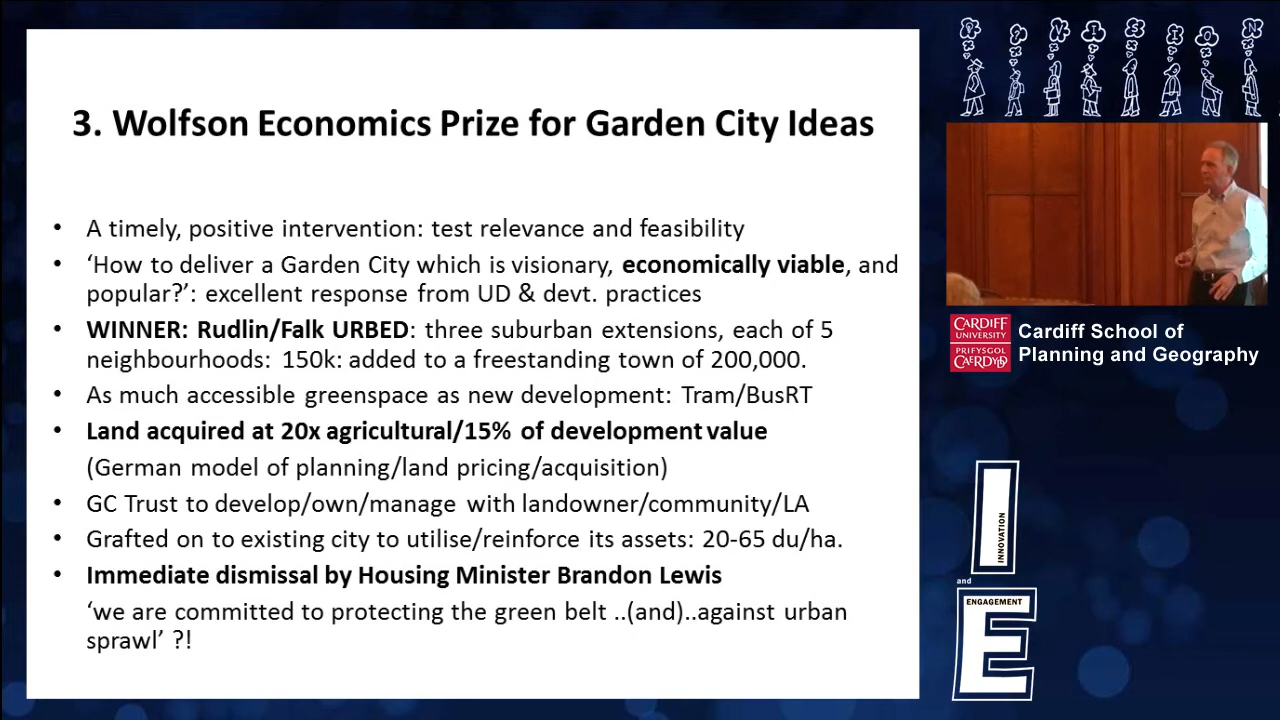 3. Wolfson Economics Prize for Garden City Ideas
• A timely, positive intervention: test relevance and feasibility
• ‘How to deliver a Garden City which is visionary, economically viable, and
popular?’: excellent response from UD & devt. practices
• WINNER: Rudlin/Falk URBED: three suburban extensions, each of 5
neighbourhoods: 150k: added to a freestanding town of 200,000.
• As much accessible greenspace as new development: Tram/BusRT
• Land acquired at 20x agricultural/15% of development value
(German model of planning/land pricing/acquisition)
• GC Trust to develop/own/manage with landowner/community/LA
• Grafted on to existing city to utilise/reinforce its assets: 20-65 du/ha.
• Immediate dismissal by Housing Minister Brandon Lewis
‘we are committed to protecting the green belt ..(and)..against urban
sprawl’ ?!
CARDIFF
UNIVERSITY
PRIFYSGOL
CAERDYDD
Cardiff School of
Planning and Geography
I
INNOVATION
and
ENGAGEMENT
E